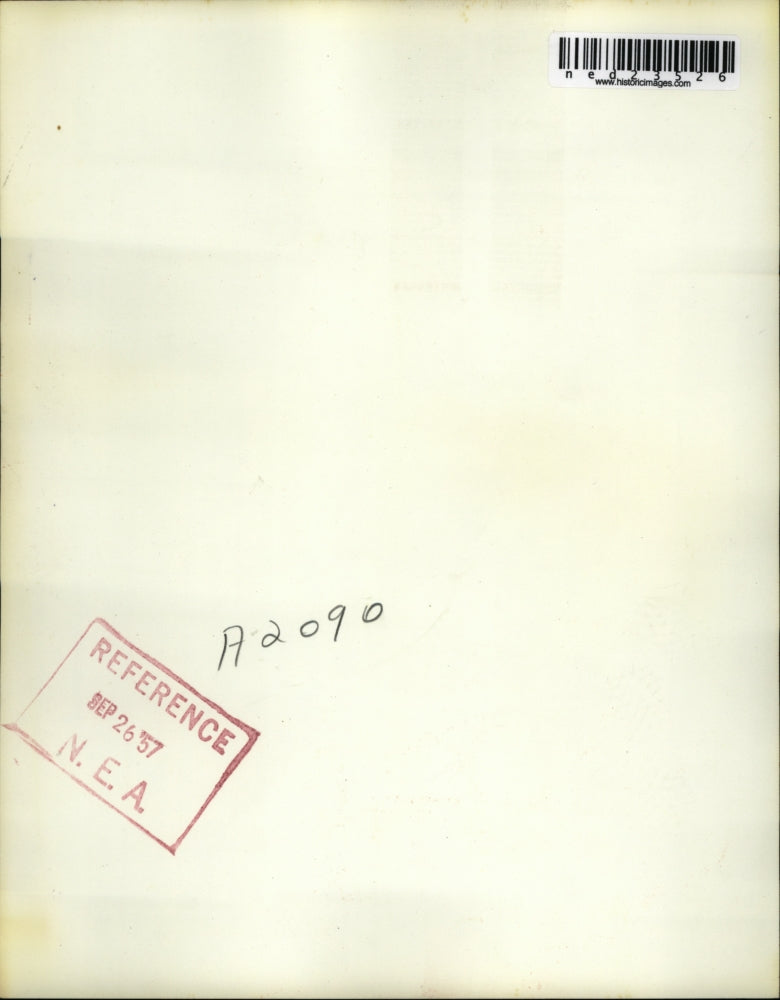 ned23526
www.historicimages.com
A2090
REFERENCE
SEP 26 '57
N. E. A.